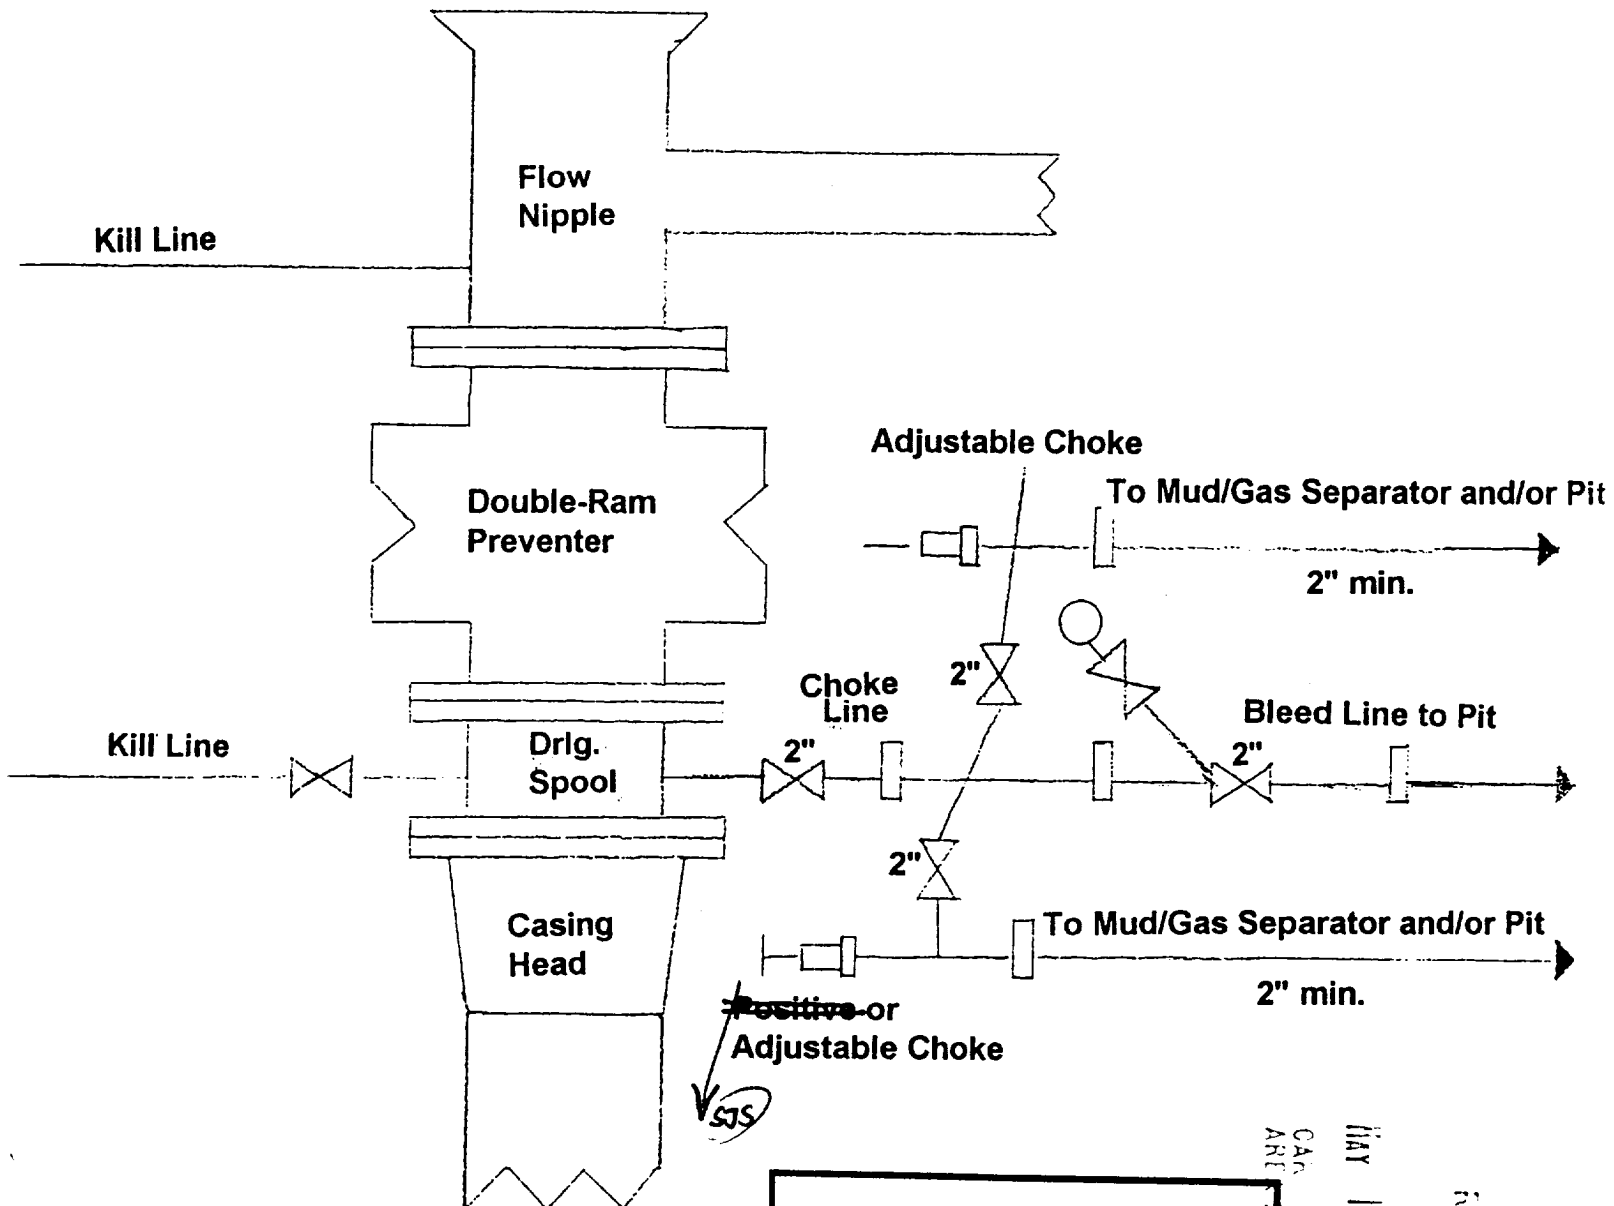 Flow
Nipple
Kill Line
Adjustable Choke
To Mud/Gas Separator and/or Pit
Double-Ram
Preventer
2" min.
2"
Choke
Line
Bleed Line to Pit
Kill Line
Drlg.
Spool
2"
2"
2"
Casing
Head
To Mud/Gas Separator and/or Pit
2" min.
Positive or
Adjustable Choke
SJS
MAY